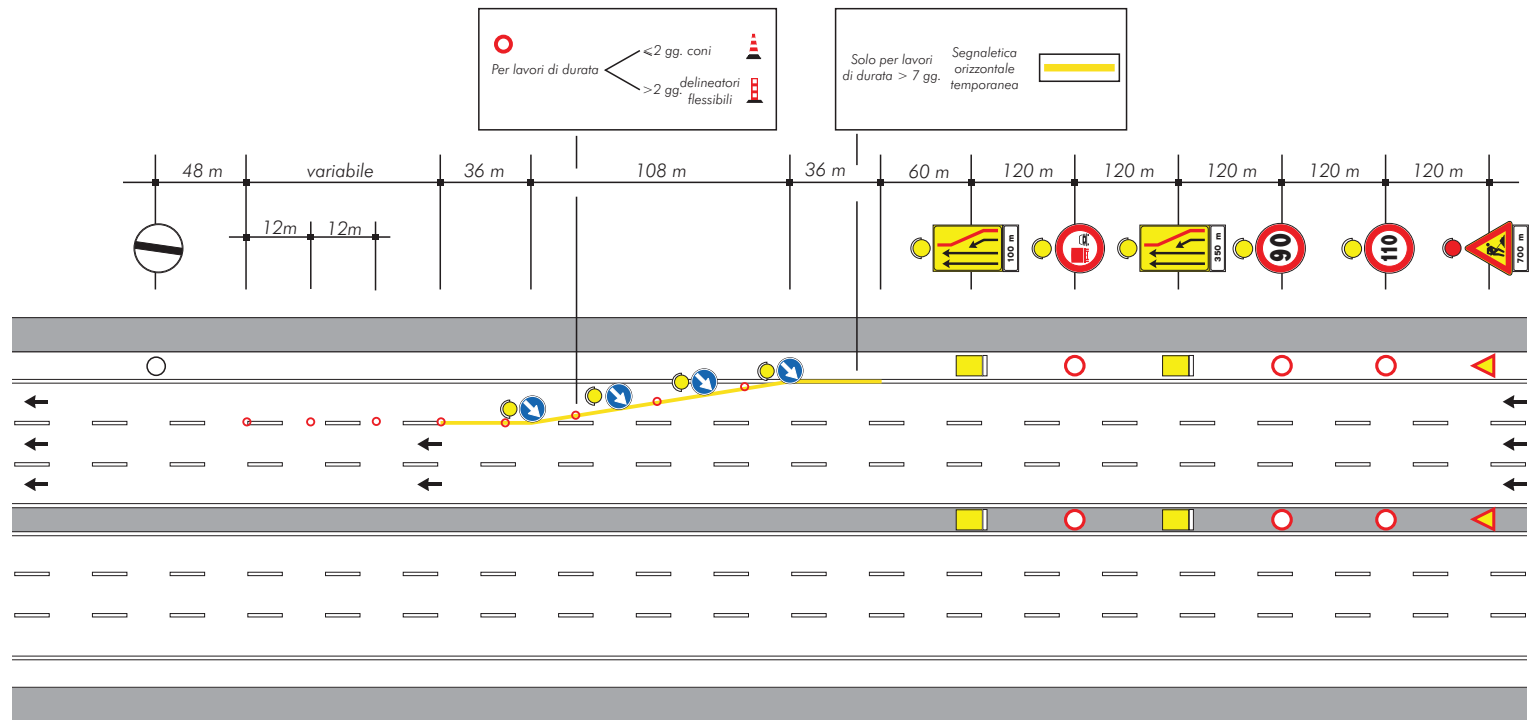 Per lavori di durata
⩽2 gg. coni
>2 gg. delineatori
flessibili
Solo per lavori
di durata > 7 gg.
Segnaletica
orizzontale
temporanea
48 m
variabile
36 m
108 m
36 m
60 m
120 m
120 m
120 m
120 m
120 m
12m
12m
100 m
350 m
90
110
700 m